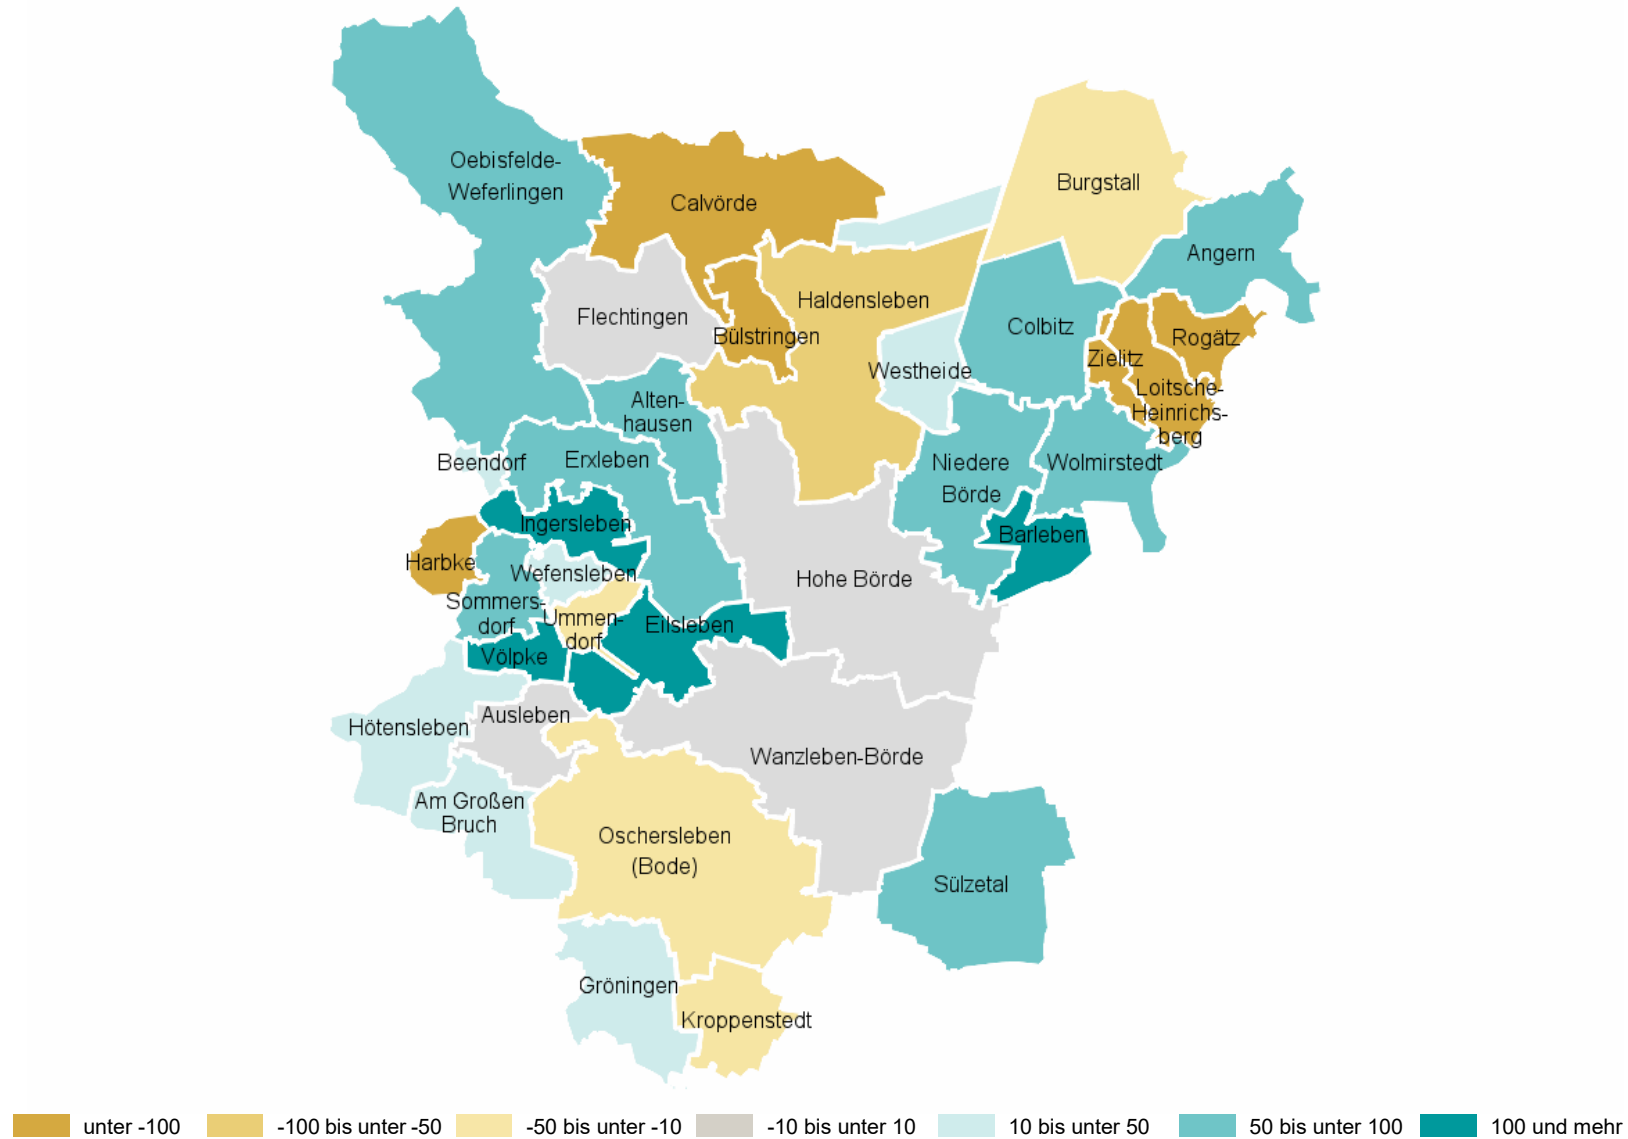 Oebisfelde-
Weferlingen
Calvörde
Burgstall
Angern
Flechtingen
Haldensleben
Bülstringen
Colbitz
Rogätz
Zielitz
Westheide
Loitsche-
Heinrichs-
berg
Alten-
hausen
Beendorf
Erxleben
Niedere
Börde
Wolmirstedt
Ingersleben
Barleben
Harbke
Wefensleben
Hohe Börde
Sommers-
dorf
Ummen-
dorf
Eilsleben
Völpke
Hötensleben
Ausleben
Wanzleben-Börde
Am Großen
Bruch
Oschersleben
(Bode)
Sülzetal
Gröningen
Kroppenstedt
unter -100
-100 bis unter -50
-50 bis unter -10
-10 bis unter 10
10 bis unter 50
50 bis unter 100
100 und mehr